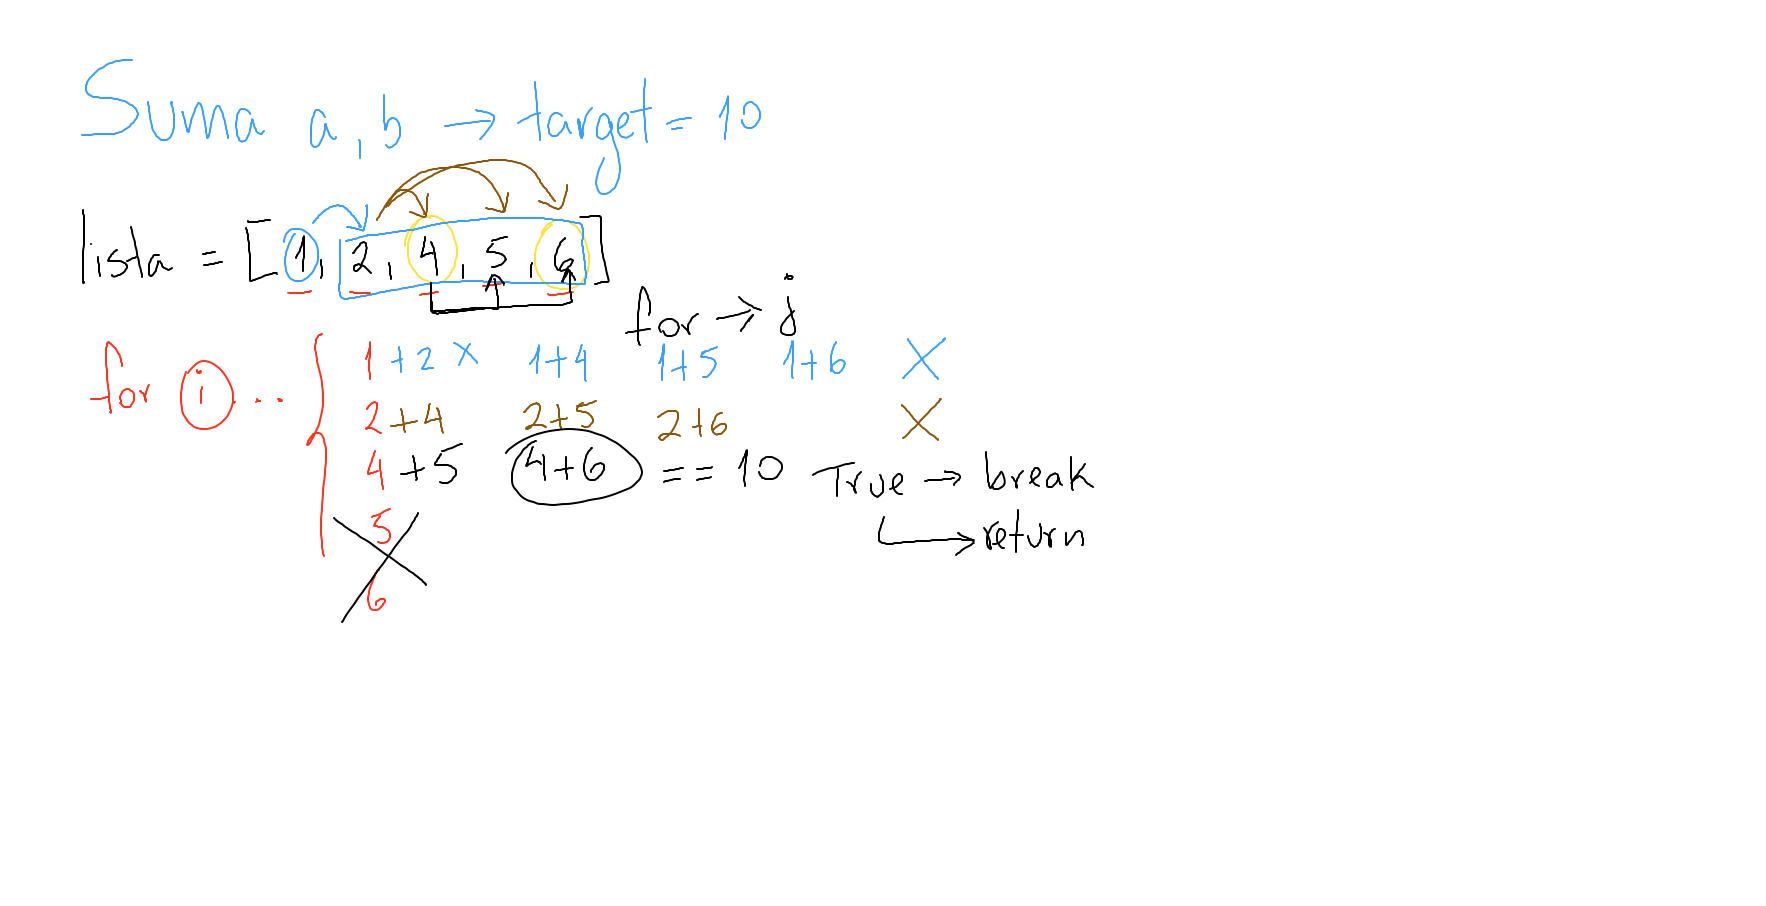 Suma a, b → target = 10
lista = [1, 2, 4, 5, 6]
for → j
for i ..
1 + 2 x 1+4 1+5 1+6 X
2+4 2+5 2+6 X
4+5 4+6 == 10 True → break
5 → return
6